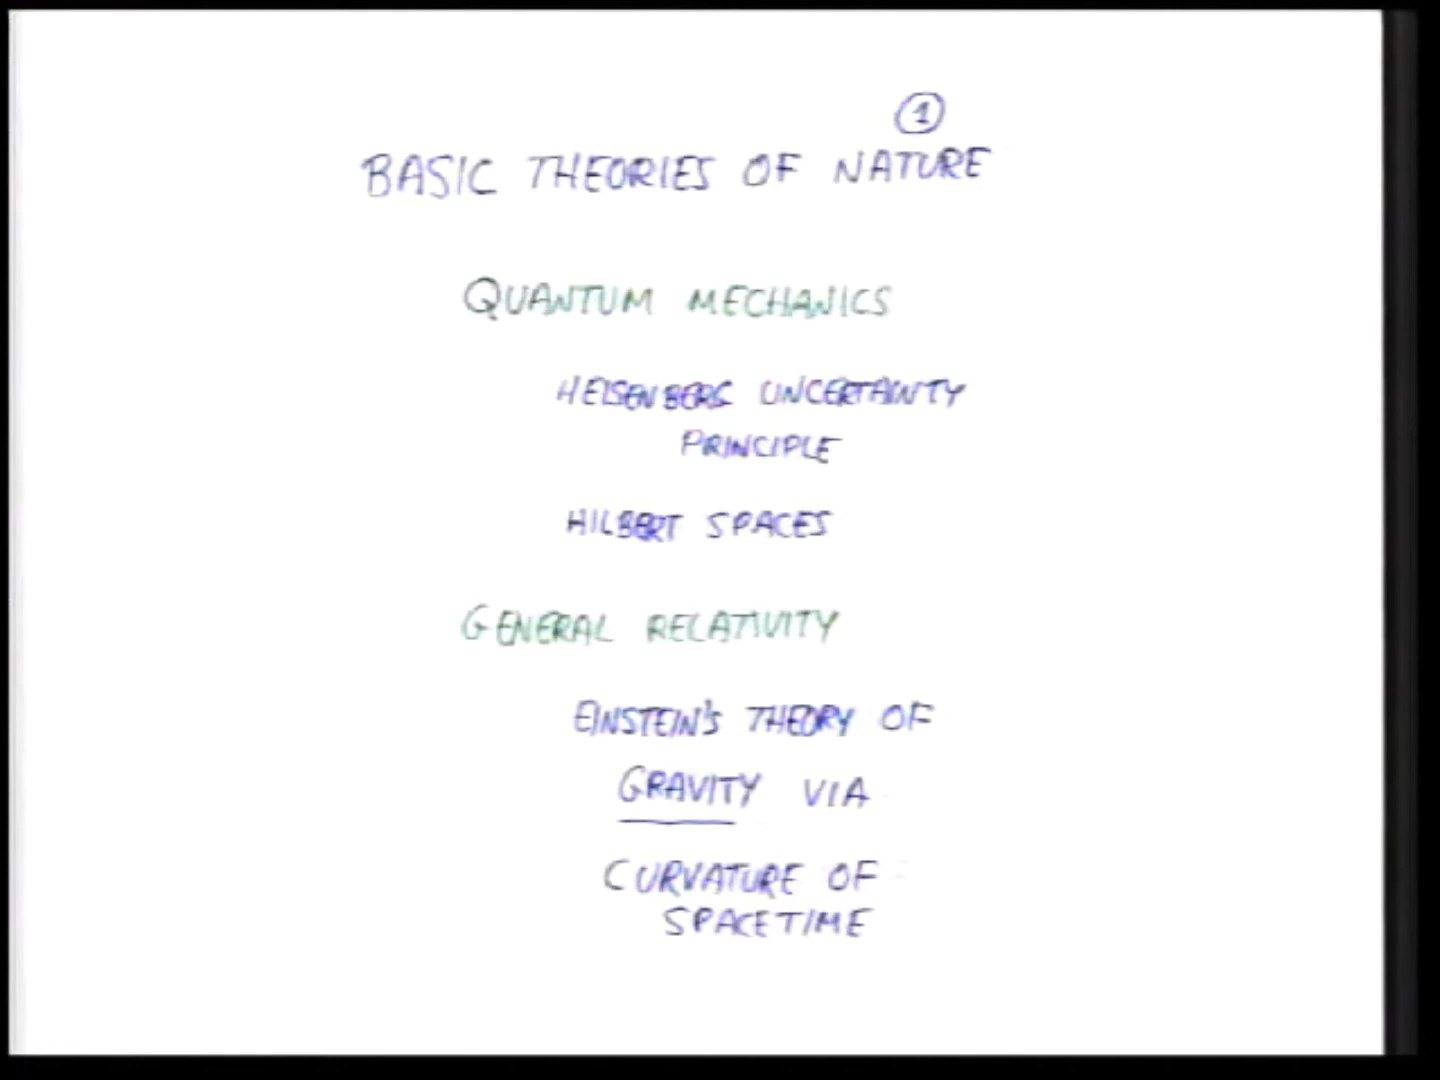 1
BASIC THEORIES OF NATURE
QUANTUM MECHANICS
HEISENBERG UNCERTAINTY
PRINCIPLE
HILBERT SPACES
GENERAL RELATIVITY
EINSTEIN'S THEORY OF
GRAVITY VIA
CURVATURE OF
SPACETIME